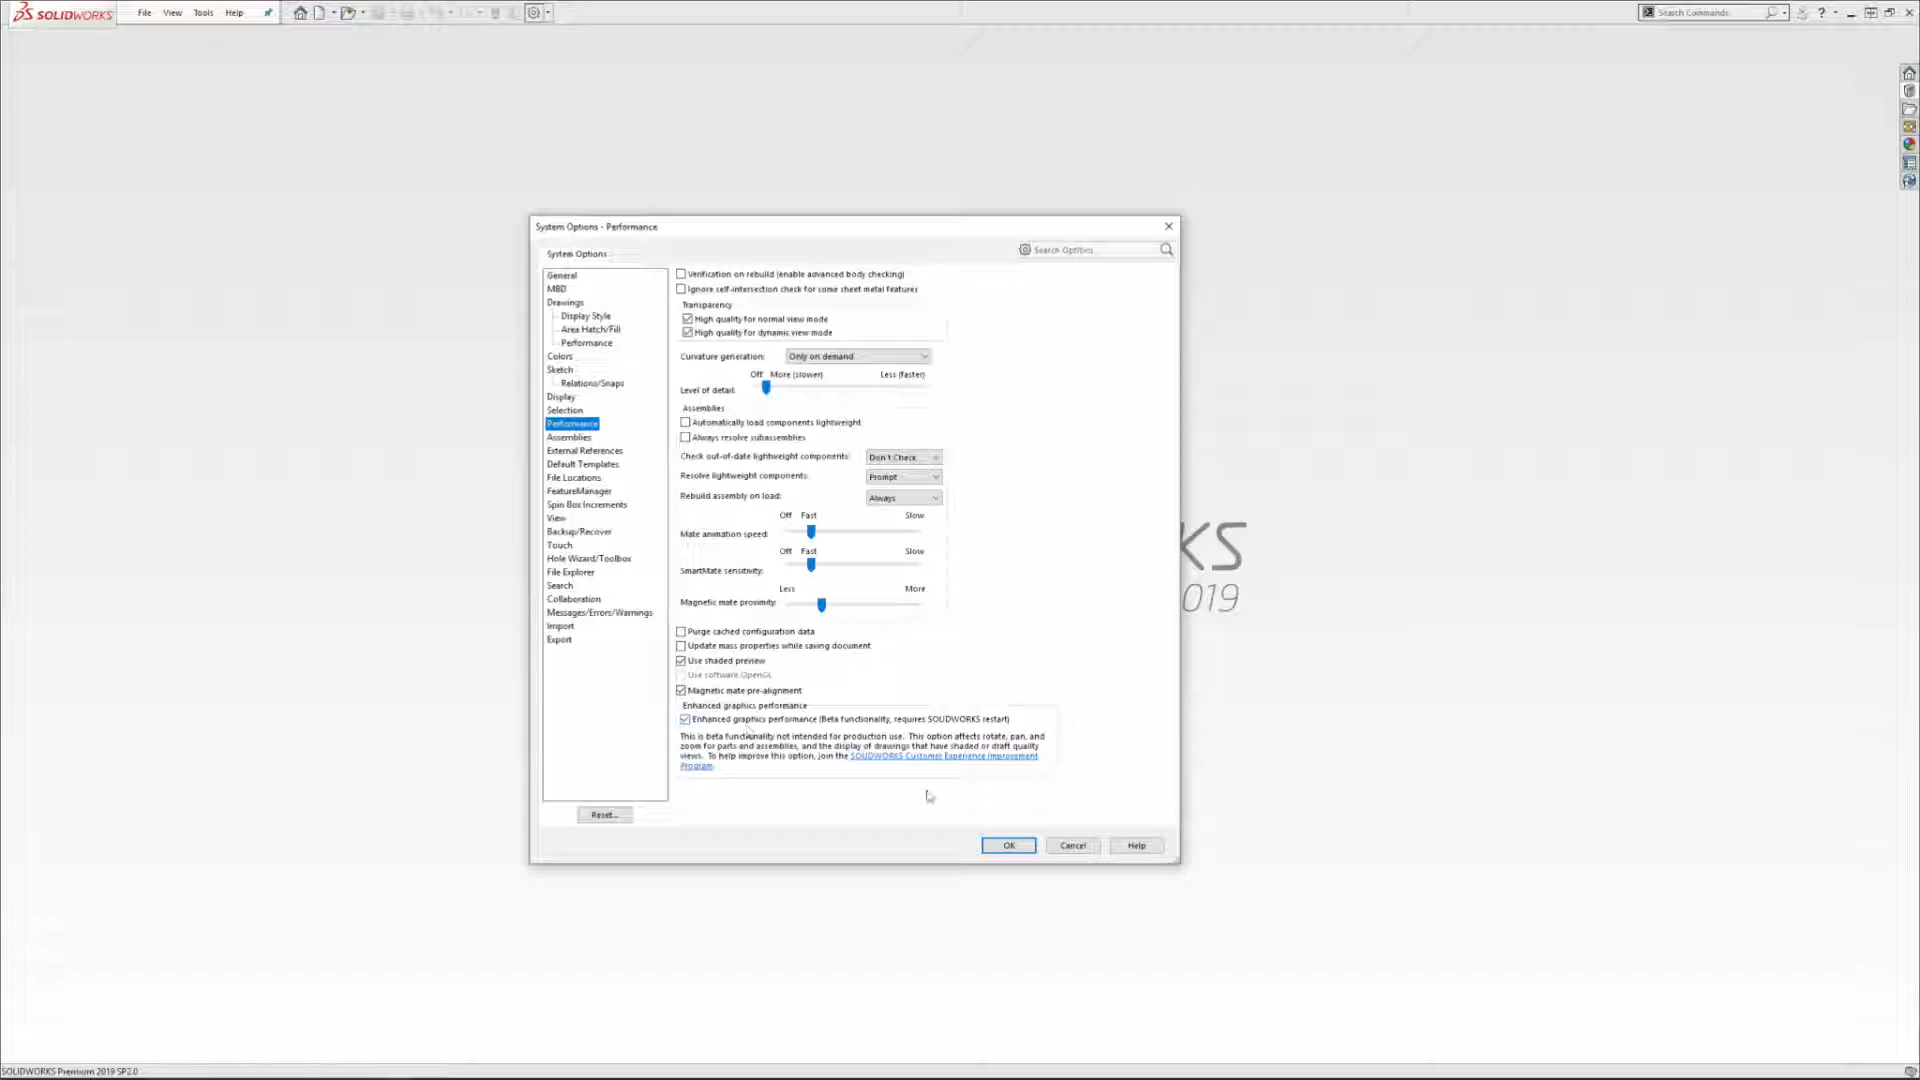 SOLIDWORKS
File View Tools Help
Search Commands
System Options - Performance
System Options
Search Options
General
MBD
Drawings
Display Style
Area Hatch/Fill
Performance
Colors
Sketch
Relations/Snaps
Display
Selection
Performance
Assemblies
External References
Default Templates
File Locations
FeatureManager
Spin Box Increments
View
Backup/Recover
Touch
Hole Wizard/Toolbox
File Explorer
Search
Collaboration
Messages/Errors/Warnings
Import
Export
Reset...
Verification on rebuild (enable advanced body checking)
Ignore self-intersection check for some sheet metal features
Transparency
High quality for normal view mode
High quality for dynamic view mode
Curvature generation: Only on demand
Off More (slower) Less (faster)
Level of detail:
Assemblies
Automatically load components lightweight
Always resolve subassemblies
Check out-of-date lightweight components: Don't Check
Resolve lightweight components: Prompt
Rebuild assembly on load: Always
Off Fast Slow
Mate animation speed:
Off Fast Slow
SmartMate sensitivity:
Less More
Magnetic mate proximity:
Purge cached configuration data
Update mass properties while saving document
Use shaded preview
Use software OpenGL
Magnetic mate pre-alignment
Enhanced graphics performance
Enhanced graphics performance (Beta functionality, requires SOLIDWORKS restart)
This is beta functionality not intended for production use. This option affects rotate, pan, and
zoom for parts and assemblies, and the display of drawings that have shaded or draft quality
views. To help improve this option, join the SOLIDWORKS Customer Experience Improvement
Program.
OK Cancel Help
KS
019
SOLIDWORKS Premium 2019 SP2.0